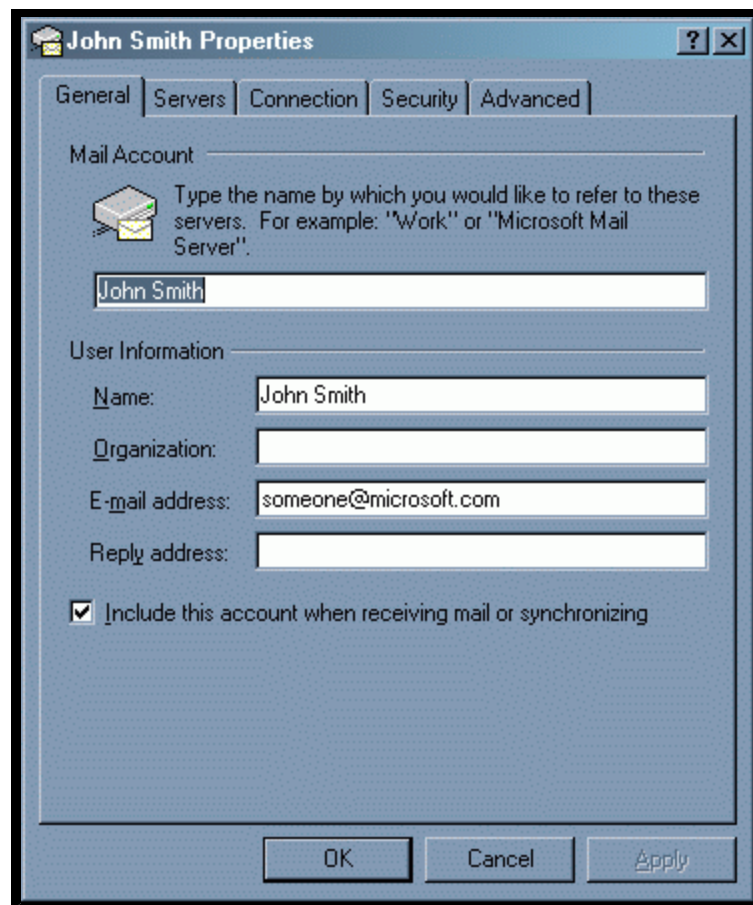 John Smith Properties
General Servers Connection Security Advanced
Mail Account
Type the name by which you would like to refer to these
servers. For example: "Work" or "Microsoft Mail
Server".
John Smith
User Information
Name: John Smith
Organization:
E-mail address: someone@microsoft.com
Reply address:
Include this account when receiving mail or synchronizing
OK Cancel Apply